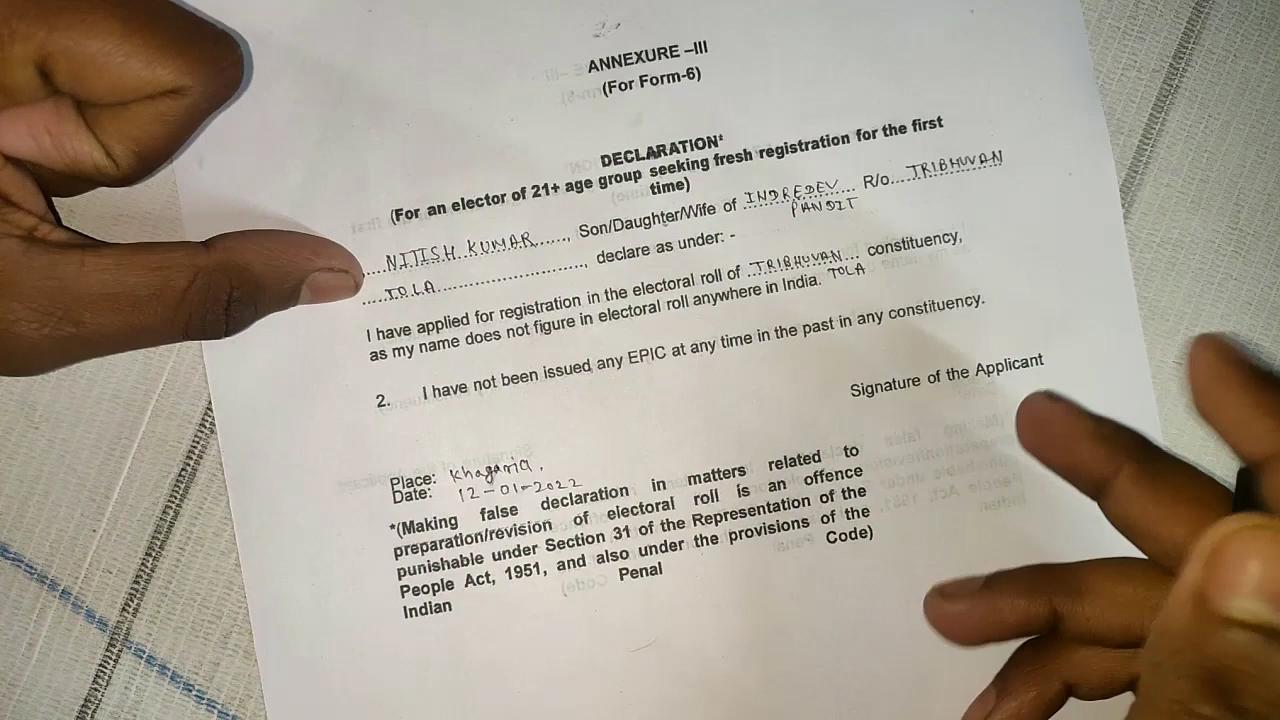 ANNEXURE –III
(For Form-6)
DECLARATION*
(For an elector of 21+ age group seeking fresh registration for the first
time)
....NITISH KUMAR......, Son/Daughter/Wife of INDREDEV.... R/o...TRIBHUVAN
PANDIT
....TOLA.........................., declare as under: -
I have applied for registration in the electoral roll of ..TRIBHUVAN... constituency,
as my name does not figure in electoral roll anywhere in India. TOLA
2. I have not been issued any EPIC at any time in the past in any constituency.
Signature of the Applicant
Place: Khagaria,
Date: 12-01-2022
*(Making false declaration in matters related to
preparation/revision of electoral roll is an offence
punishable under Section 31 of the Representation of the
People Act, 1951, and also under the provisions of the
Indian Penal Code)